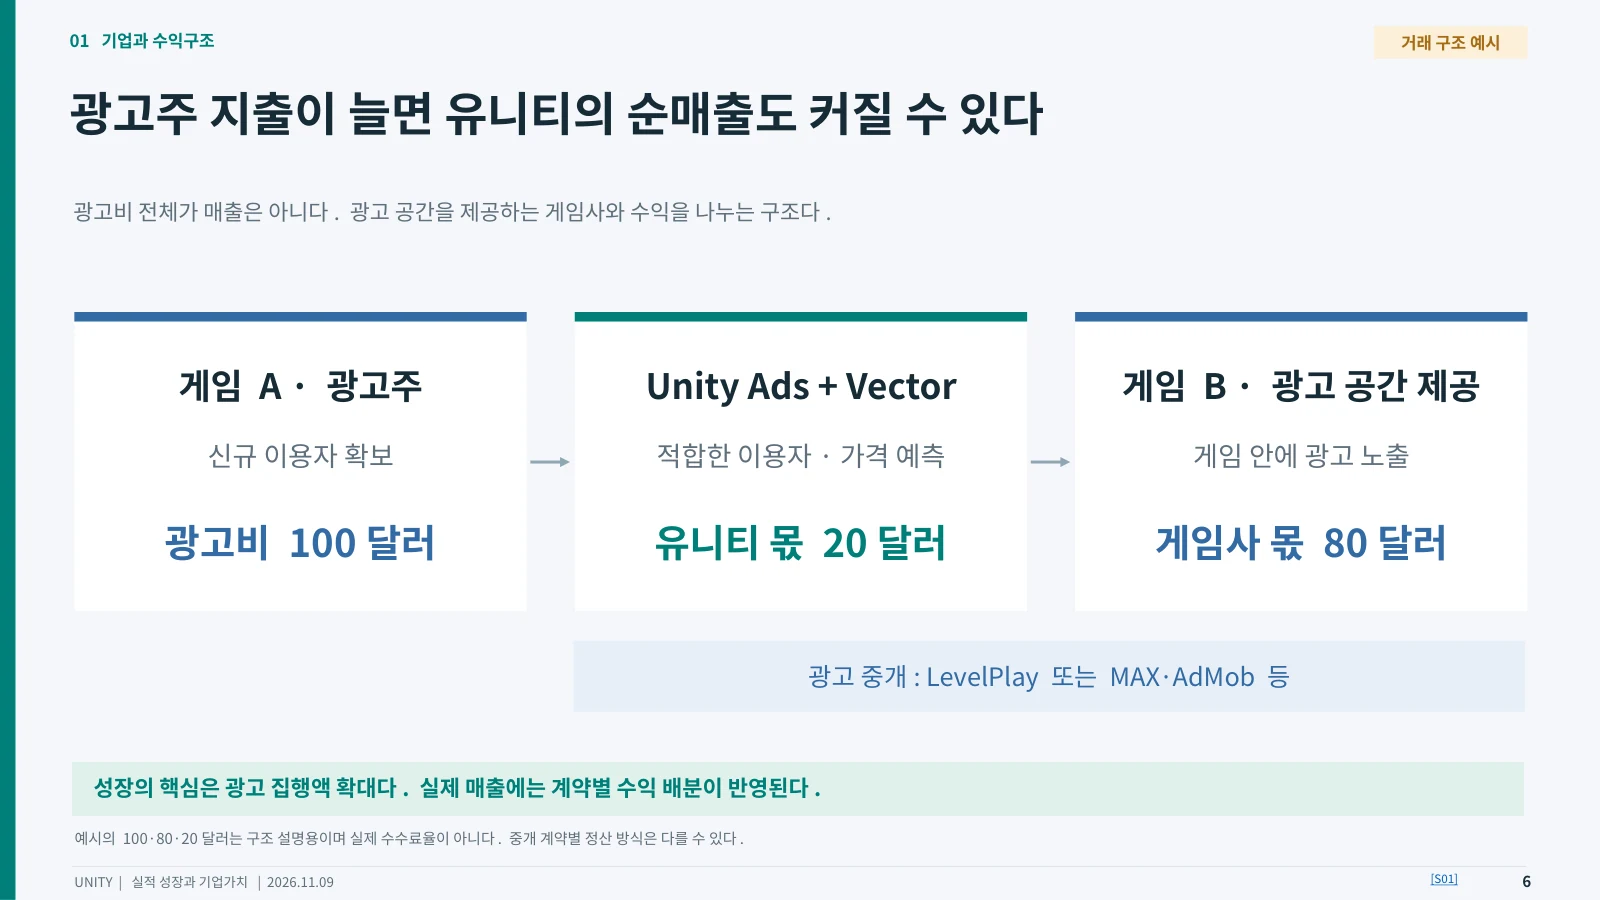 01 기업과 수익구조
거래 구조 예시
광고주 지출이 늘면 유니티의 순매출도 커질 수 있다
광고비 전체가 매출은 아니다. 광고 공간을 제공하는 게임사와 수익을 나누는 구조다.
게임 A · 광고주
신규 이용자 확보
광고비 100달러
Unity Ads + Vector
적합한 이용자 · 가격 예측
유니티 몫 20달러
게임 B · 광고 공간 제공
게임 안에 광고 노출
게임사 몫 80달러
광고 중개: LevelPlay 또는 MAX·AdMob 등
성장의 핵심은 광고 집행액 확대다. 실제 매출에는 계약별 수익 배분이 반영된다.
예시의 100·80·20달러는 구조 설명용이며 실제 수수료율이 아니다. 중개 계약별 정산 방식은 다를 수 있다.
UNITY | 실적 성장과 기업가치 | 2026.11.09
[S01]
6